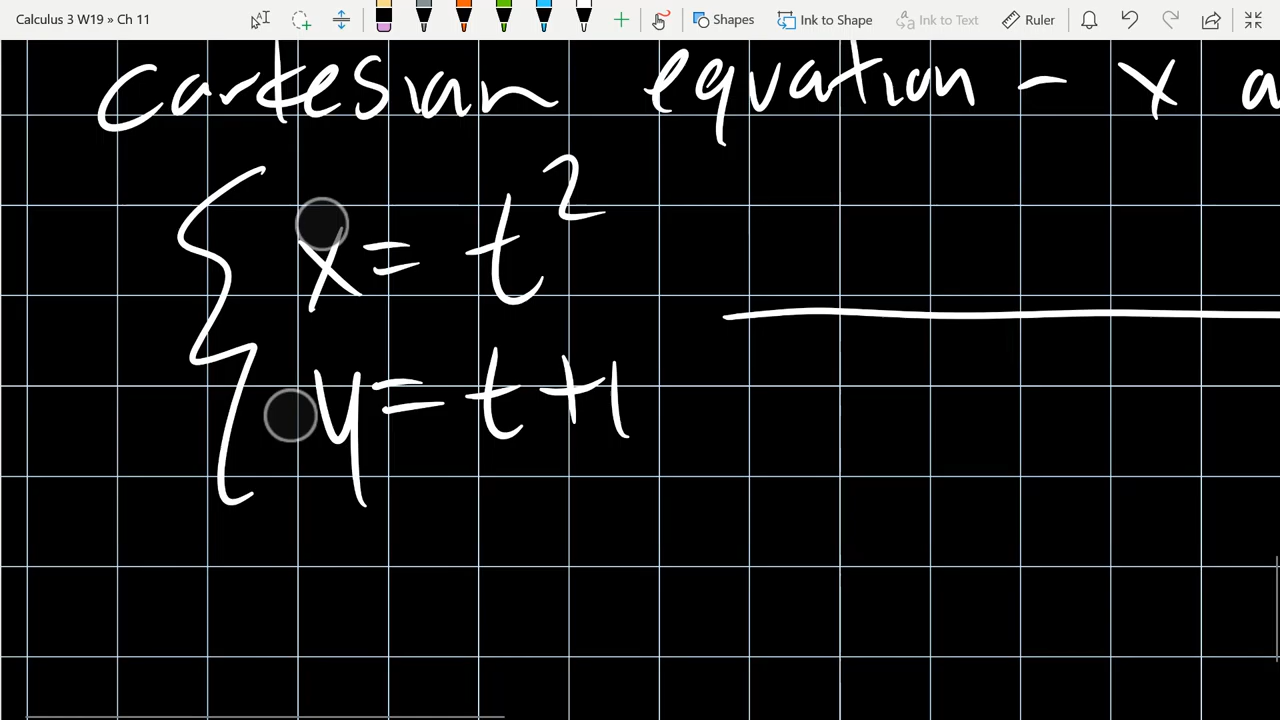 Calculus 3 W19 » Ch 11
Shapes
Ink to Shape
Ink to Text
Ruler
cartesian equation - x a
x = t²
y = t + 1